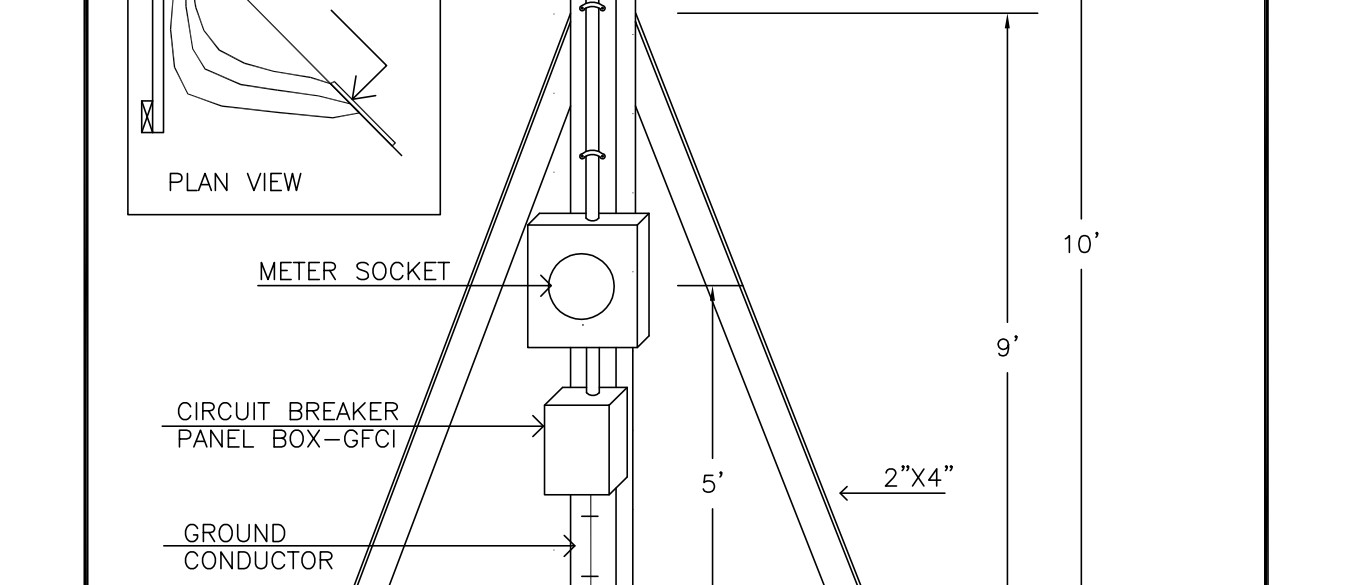 PLAN VIEW
10’
METER SOCKET
9’
CIRCUIT BREAKER
PANEL BOX–GFCI
2”X4”
5’
GROUND
CONDUCTOR